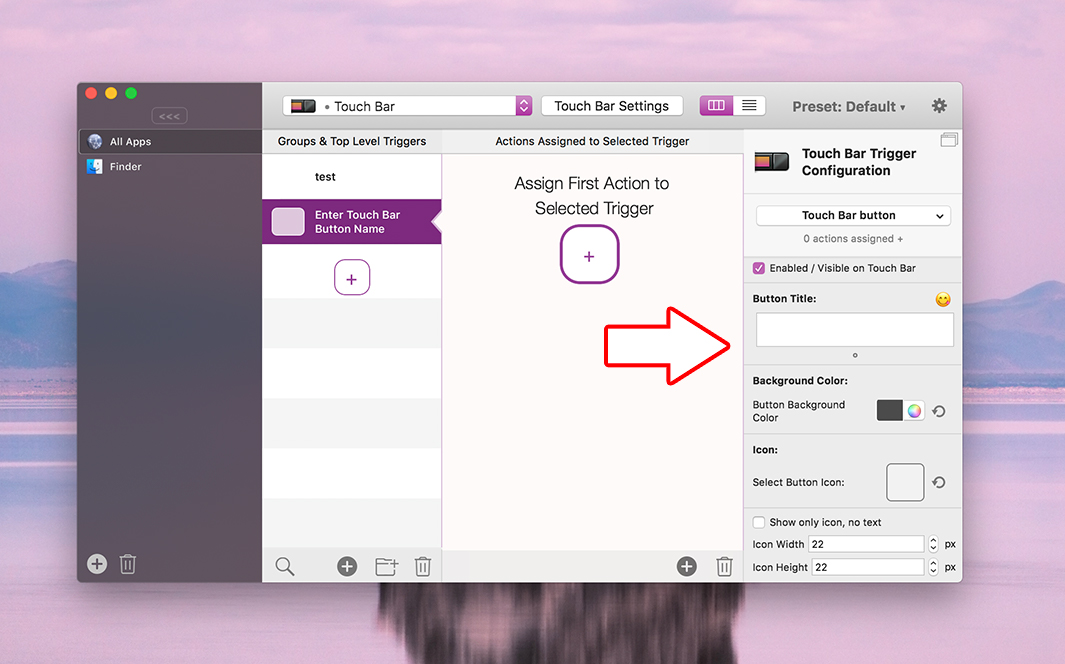 <<<
All Apps
Finder
• Touch Bar
Touch Bar Settings
Preset: Default ▾
Groups & Top Level Triggers
test
Enter Touch Bar
Button Name
+
Actions Assigned to Selected Trigger
Assign First Action to
Selected Trigger
+
Touch Bar Trigger
Configuration
Touch Bar button
0 actions assigned +
Enabled / Visible on Touch Bar
Button Title:
Background Color:
Button Background
Color
Icon:
Select Button Icon:
Show only icon, no text
Icon Width 22 px
Icon Height 22 px